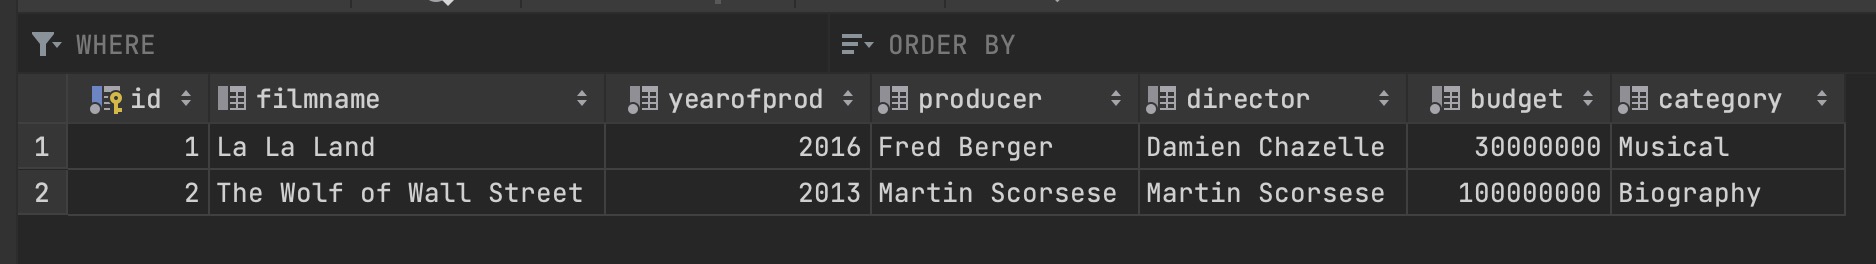 WHERE ORDER BY
id filmname yearofprod producer director budget category
1 1 La La Land 2016 Fred Berger Damien Chazelle 30000000 Musical
2 2 The Wolf of Wall Street 2013 Martin Scorsese Martin Scorsese 100000000 Biography